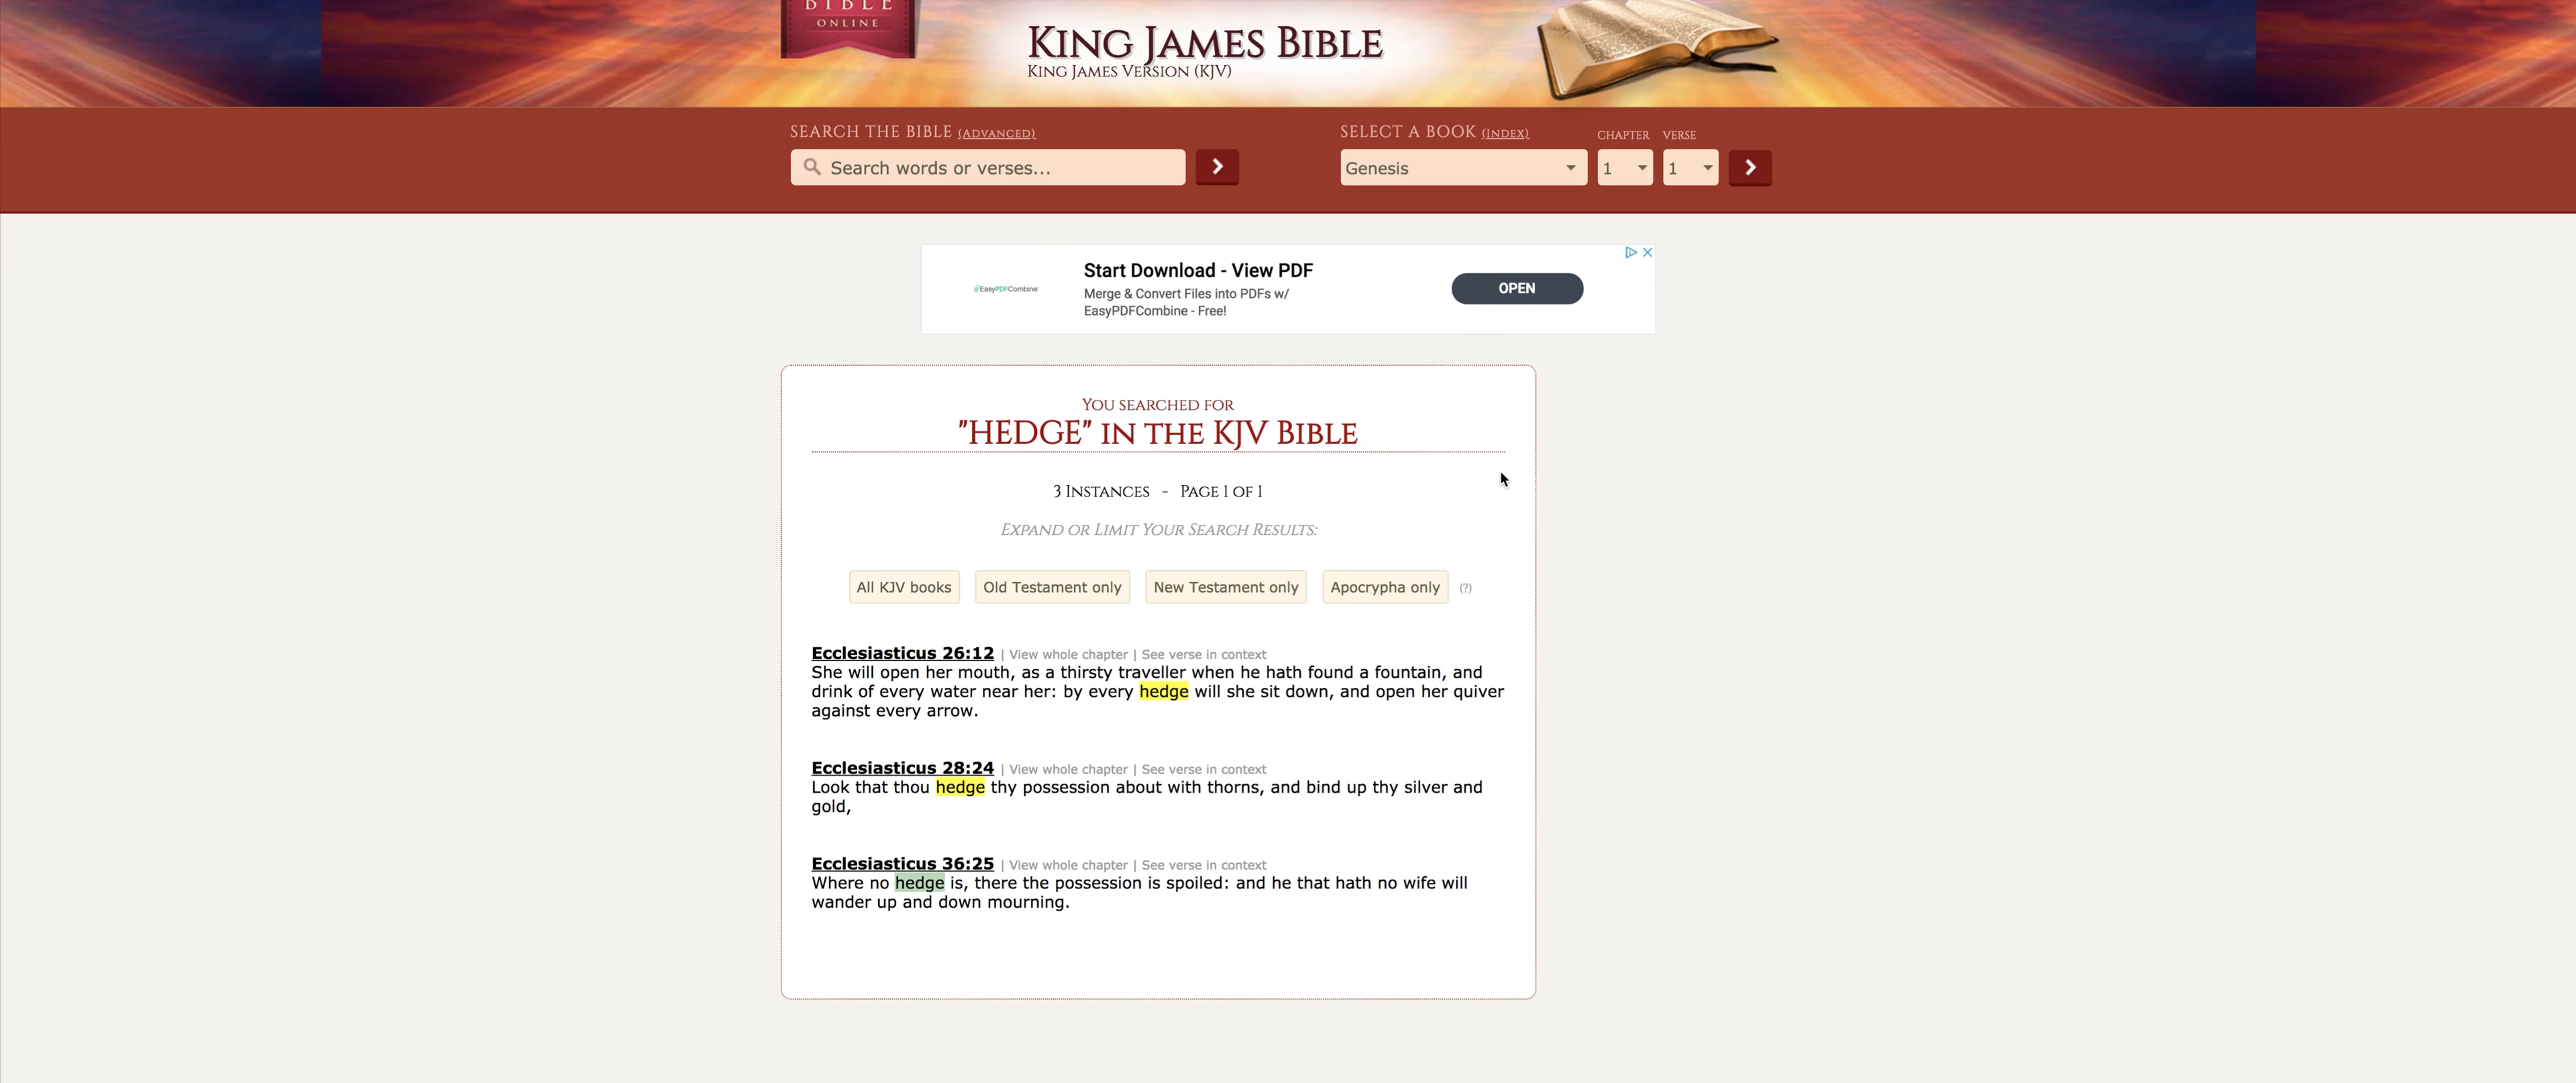 BIBLE
ONLINE
King James Bible
King James Version (KJV)
Search the Bible (Advanced)
Select a Book (Index)
Chapter
Verse
Search words or verses...
Genesis
1
1
Start Download - View PDF
EasyPDFCombine
Merge & Convert Files into PDFs w/
EasyPDFCombine - Free!
OPEN
You searched for
"HEDGE" in the KJV Bible
3 Instances - Page 1 of 1
Expand or Limit Your Search Results:
All KJV books
Old Testament only
New Testament only
Apocrypha only
(?)
Ecclesiasticus 26:12 | View whole chapter | See verse in context
She will open her mouth, as a thirsty traveller when he hath found a fountain, and
drink of every water near her: by every hedge will she sit down, and open her quiver
against every arrow.
Ecclesiasticus 28:24 | View whole chapter | See verse in context
Look that thou hedge thy possession about with thorns, and bind up thy silver and
gold,
Ecclesiasticus 36:25 | View whole chapter | See verse in context
Where no hedge is, there the possession is spoiled: and he that hath no wife will
wander up and down mourning.